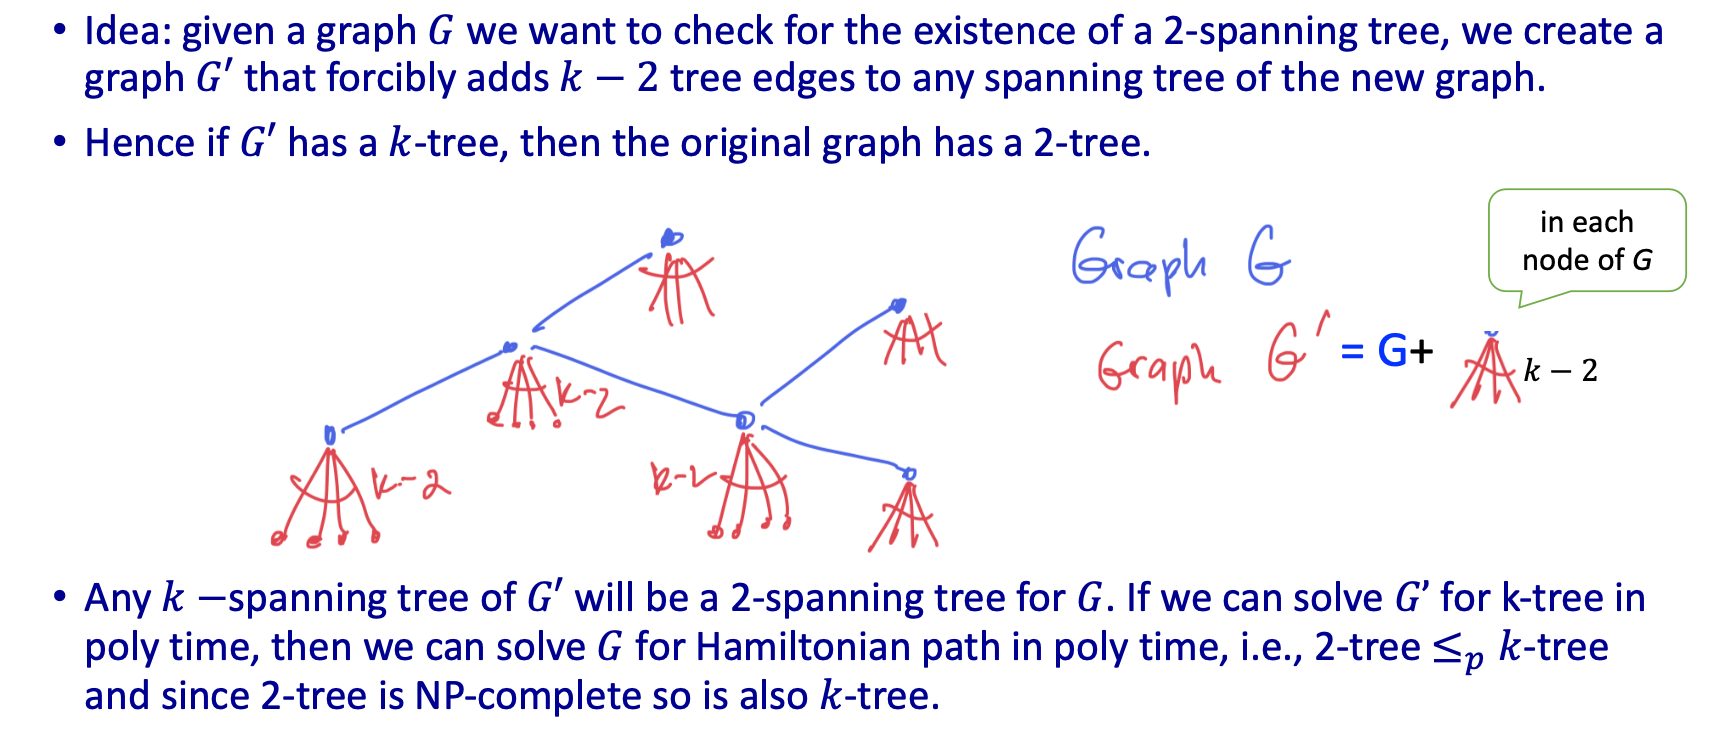 • Idea: given a graph G we want to check for the existence of a 2-spanning tree, we create a
graph G′ that forcibly adds k − 2 tree edges to any spanning tree of the new graph.
• Hence if G′ has a k-tree, then the original graph has a 2-tree.
in each
node of G
Graph G
Graph G′ = G+ k − 2
k-2
k-2
k-2
• Any k −spanning tree of G′ will be a 2-spanning tree for G. If we can solve G’ for k-tree in
poly time, then we can solve G for Hamiltonian path in poly time, i.e., 2-tree ≤p k-tree
and since 2-tree is NP-complete so is also k-tree.